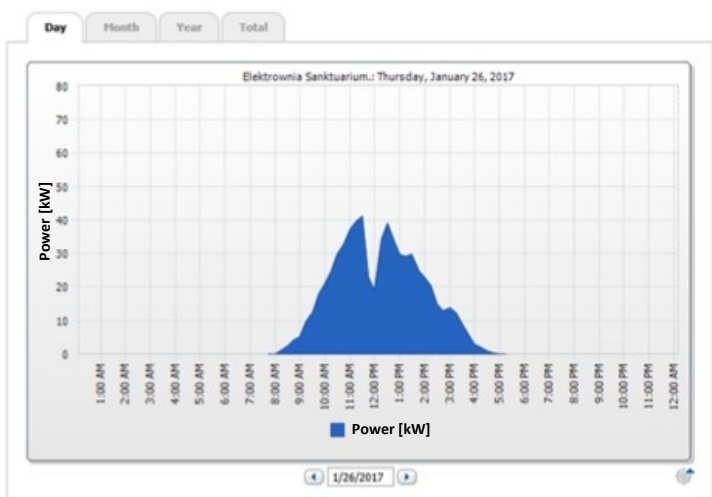 Day Month Year Total
Elektrownia Sanktuarium.: Thursday, January 26, 2017
Power [kW]
80
70
60
50
40
30
20
10
0
1:00 AM 2:00 AM 3:00 AM 4:00 AM 5:00 AM 6:00 AM 7:00 AM 8:00 AM 9:00 AM 10:00 AM 11:00 AM 12:00 PM 1:00 PM 2:00 PM 3:00 PM 4:00 PM 5:00 PM 6:00 PM 7:00 PM 8:00 PM 9:00 PM 10:00 PM 11:00 PM 12:00 AM
Power [kW]
1/26/2017